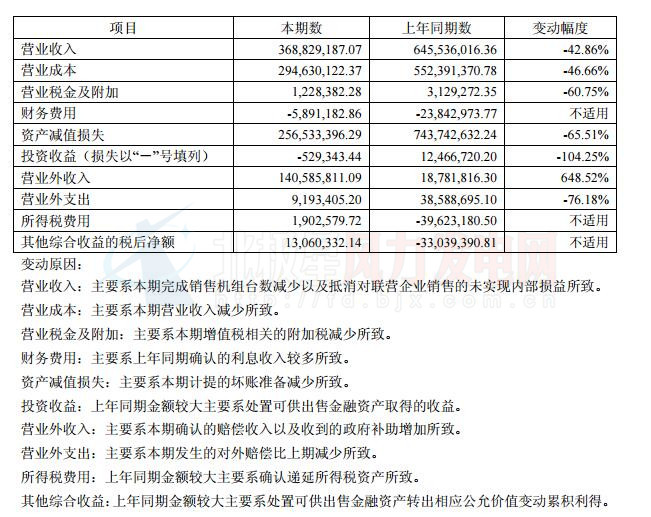 项目 本期数 上年同期数 变动幅度
营业收入 368,829,187.07 645,536,016.36 -42.86%
营业成本 294,630,122.37 552,391,370.78 -46.66%
营业税金及附加 1,228,382.28 3,129,272.35 -60.75%
财务费用 -5,891,182.86 -23,842,973.77 不适用
资产减值损失 256,533,396.29 743,742,632.24 -65.51%
投资收益（损失以“－”号填列） -529,343.44 12,466,720.20 -104.25%
营业外收入 140,585,811.09 18,781,816.30 648.52%
营业外支出 9,193,405.20 38,588,695.10 -76.18%
所得税费用 1,902,579.72 -39,623,180.50 不适用
其他综合收益的税后净额 13,060,332.14 -33,039,390.81 不适用
北极星风力发电网
变动原因：
营业收入：主要系本期完成销售机组台数减少以及抵消对联营企业销售的未实现内部损益所致。
营业成本：主要系本期营业收入减少所致。
营业税金及附加：主要系本期增值税相关的附加税减少所致。
财务费用：主要系上年同期确认的利息收入较多所致。
资产减值损失：主要系本期计提的坏账准备减少所致。
投资收益：上年同期金额较大主要系处置可供出售金融资产取得的收益。
营业外收入：主要系本期确认的赔偿收入以及收到的政府补助增加所致。
营业外支出：主要系本期发生的对外赔偿比上期减少所致。
所得税费用：上年同期金额较大主要系确认递延所得税资产所致。
其他综合收益：上年同期金额较大主要系处置可供出售金融资产转出相应公允价值变动累积利得。